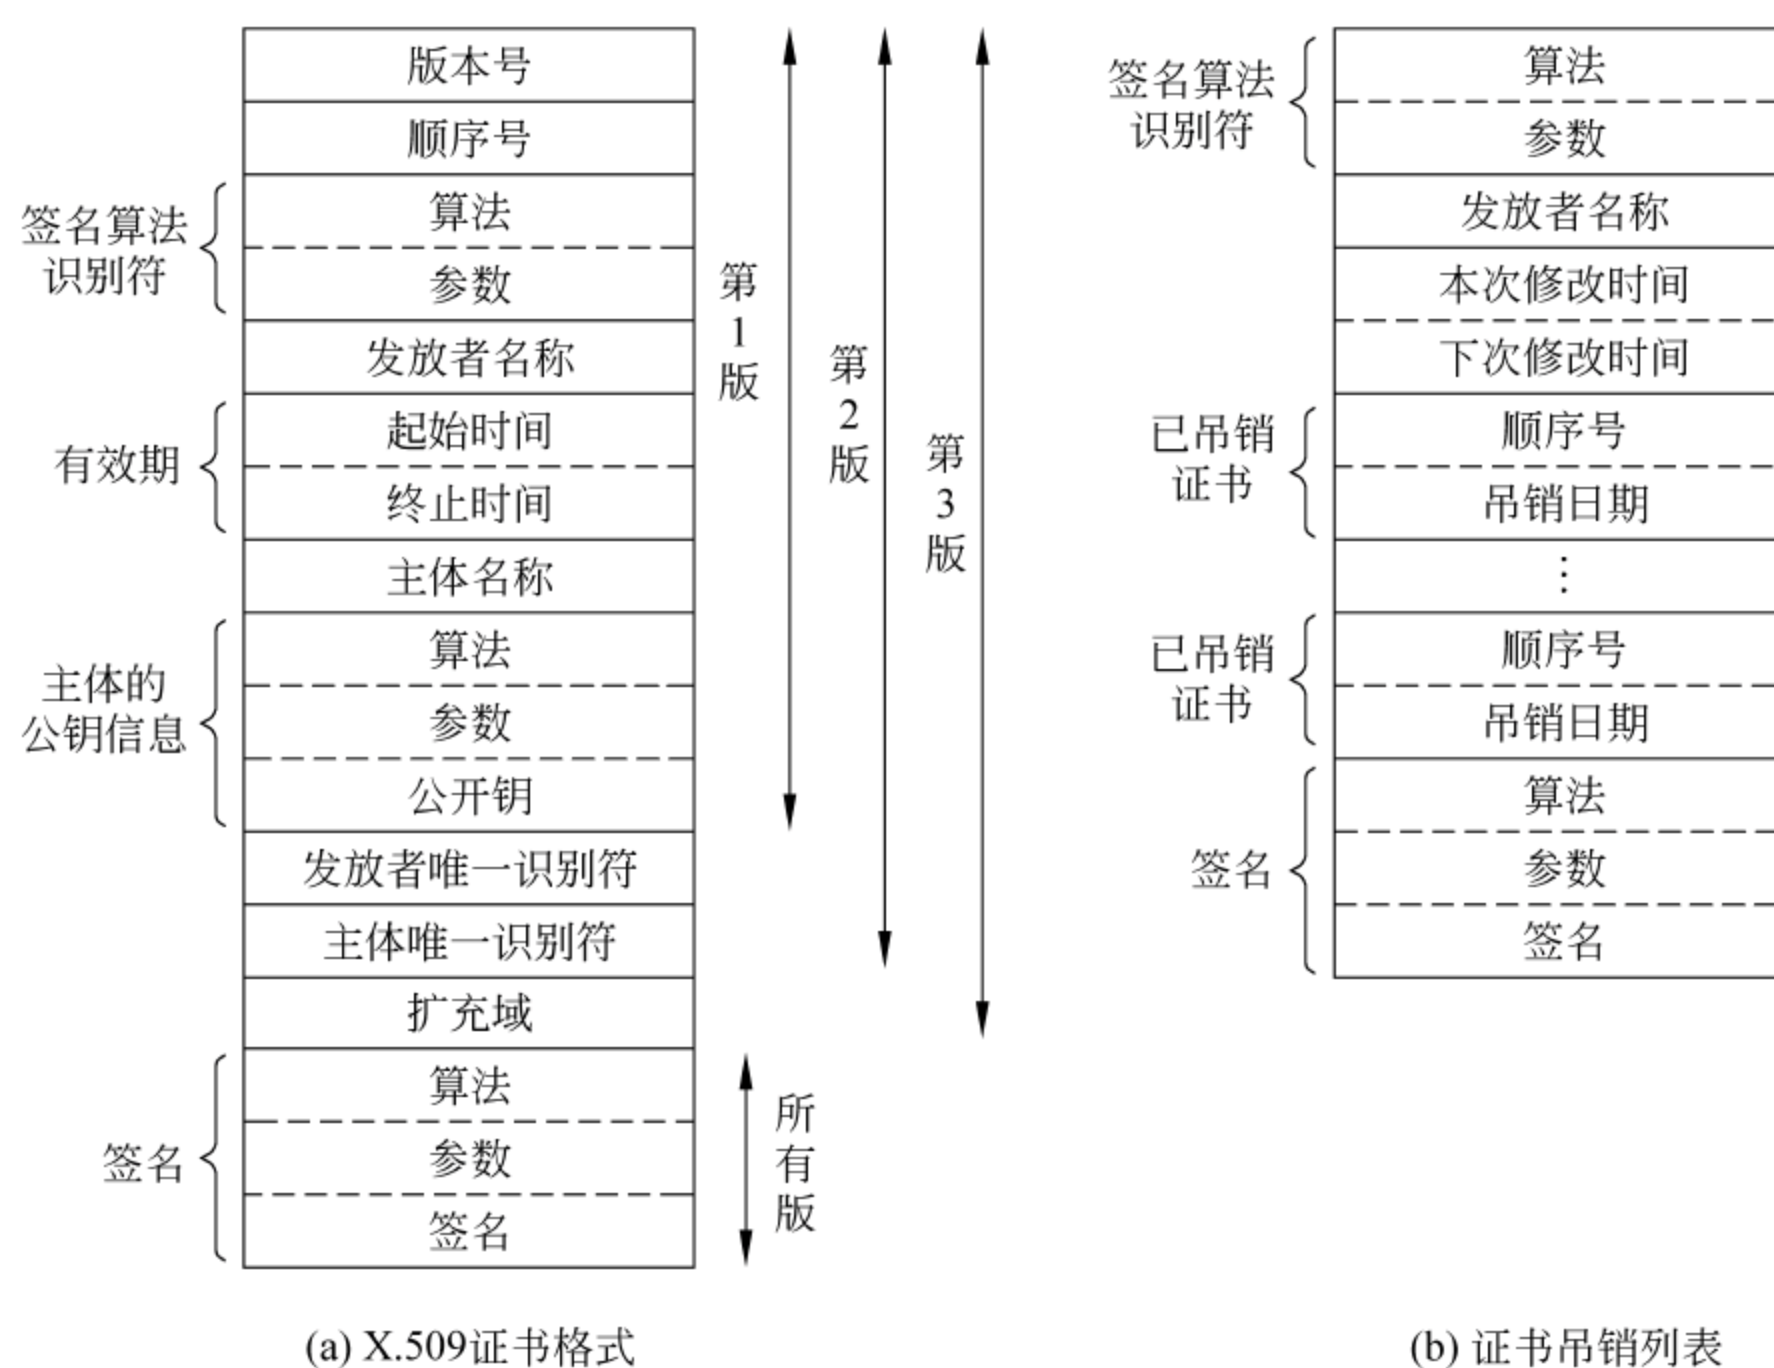 版本号
顺序号
签名算法
识别符
算法
参数
发放者名称
有效期
起始时间
终止时间
主体名称
主体的
公钥信息
算法
参数
公开钥
发放者唯一识别符
主体唯一识别符
扩充域
签名
算法
参数
签名
第
1
版
第
2
版
第
3
版
所
有
版
(a) X.509证书格式
签名算法
识别符
算法
参数
发放者名称
本次修改时间
下次修改时间
已吊销
证书
顺序号
吊销日期
⋮
已吊销
证书
顺序号
吊销日期
签名
算法
参数
签名
(b) 证书吊销列表